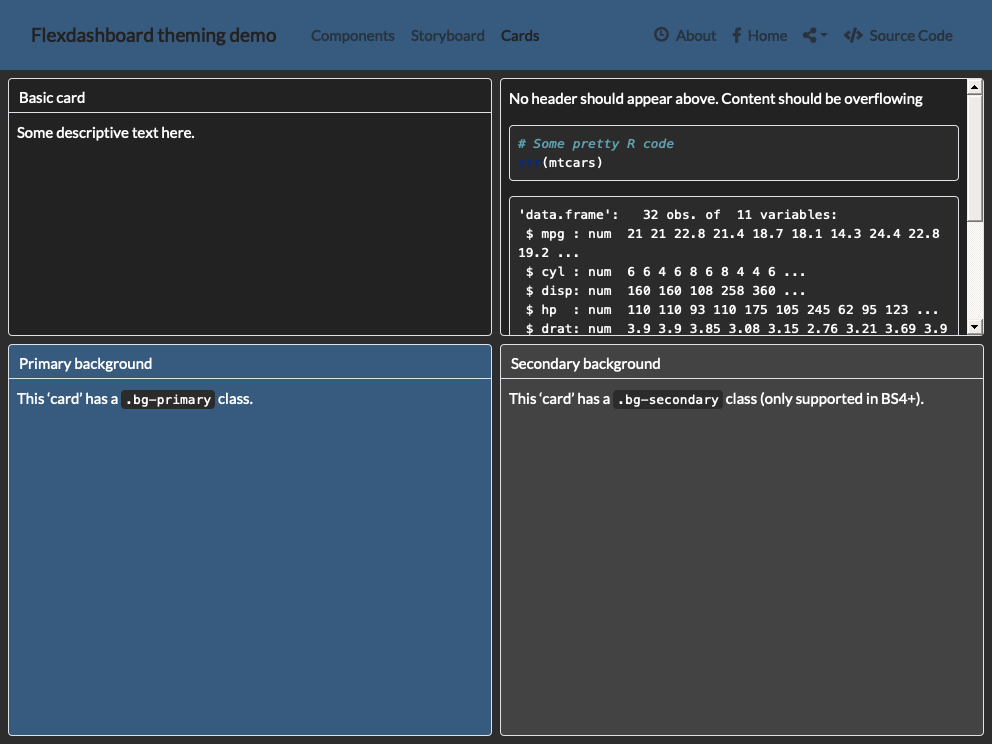 Flexdashboard theming demo Components Storyboard Cards About Home Source Code
Basic card
Some descriptive text here.
No header should appear above. Content should be overflowing
# Some pretty R code
str(mtcars)
'data.frame':   32 obs. of  11 variables:
 $ mpg : num  21 21 22.8 21.4 18.7 18.1 14.3 24.4 22.8
19.2 ...
 $ cyl : num  6 6 4 6 8 6 8 4 4 6 ...
 $ disp: num  160 160 108 258 360 ...
 $ hp  : num  110 110 93 110 175 105 245 62 95 123 ...
 $ drat: num  3.9 3.9 3.85 3.08 3.15 2.76 3.21 3.69 3.9
Primary background
This ‘card’ has a .bg-primary class.
Secondary background
This ‘card’ has a .bg-secondary class (only supported in BS4+).